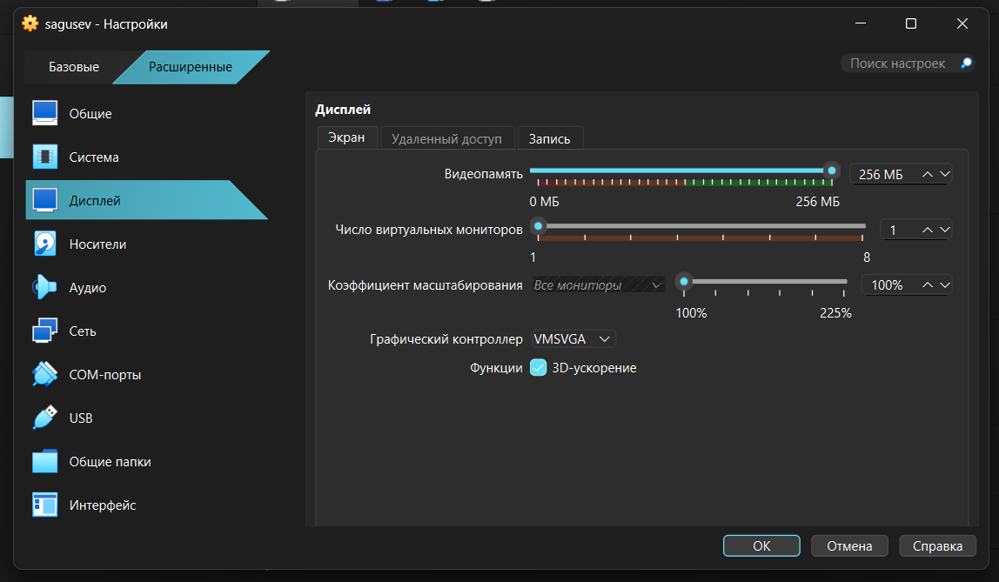 sagusev - Настройки
Базовые
Расширенные
Поиск настроек
Общие
Система
Дисплей
Носители
Аудио
Сеть
COM-порты
USB
Общие папки
Интерфейс
Дисплей
Экран
Удаленный доступ
Запись
Видеопамять
256 МБ
0 МБ
256 МБ
Число виртуальных мониторов
1
1
8
Коэффициент масштабирования
Все мониторы
100%
100%
225%
Графический контроллер
VMSVGA
Функции
3D-ускорение
OK
Отмена
Справка